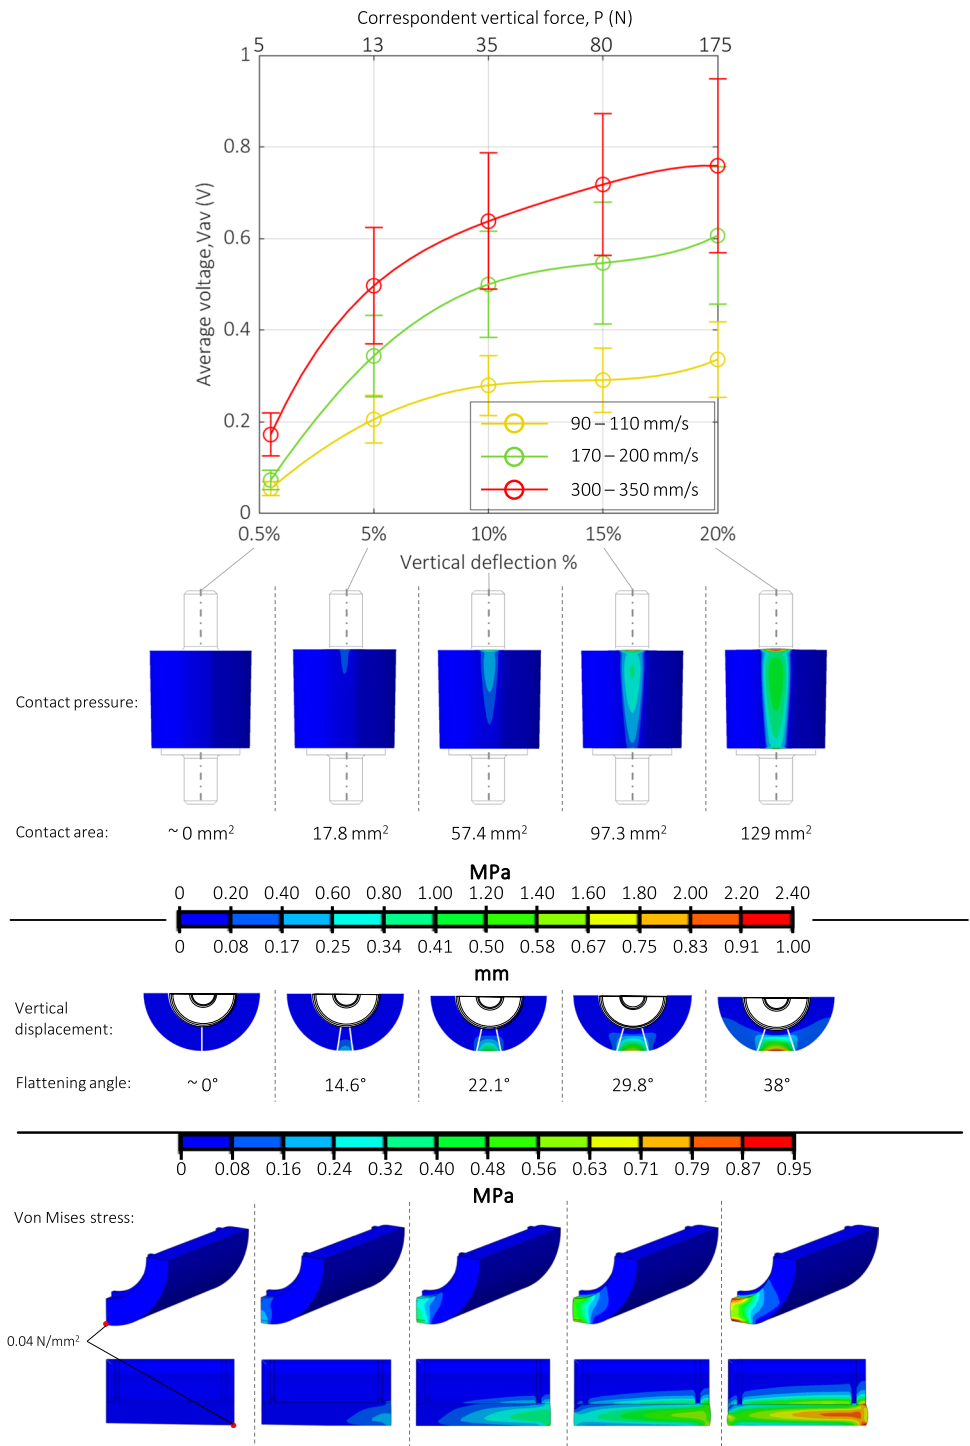 Correspondent vertical force, P (N)
5 13 35 80 175
1
0.8
0.6
0.4
0.2
0
Average voltage, Vav (V)
90 – 110 mm/s
170 – 200 mm/s
300 – 350 mm/s
0.5% 5% 10% 15% 20%
Vertical deflection %
Contact pressure:
Contact area: ~ 0 mm² 17.8 mm² 57.4 mm² 97.3 mm² 129 mm²
MPa
0 0.20 0.40 0.60 0.80 1.00 1.20 1.40 1.60 1.80 2.00 2.20 2.40
0 0.08 0.17 0.25 0.34 0.41 0.50 0.58 0.67 0.75 0.83 0.91 1.00
mm
Vertical
displacement:
Flattening angle: ~ 0° 14.6° 22.1° 29.8° 38°
0 0.08 0.16 0.24 0.32 0.40 0.48 0.56 0.63 0.71 0.79 0.87 0.95
MPa
Von Mises stress:
0.04 N/mm²